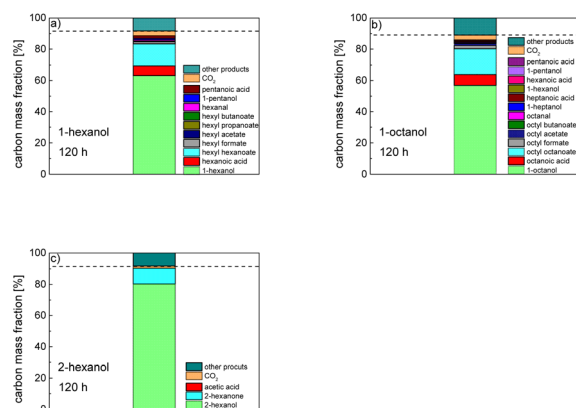 a)
carbon mass fraction [%]
100
80
60
40
20
0
1-hexanol
120 h
other products
CO2
pentanoic acid
1-pentanol
hexanal
hexyl butanoate
hexyl propanoate
hexyl acetate
hexyl formate
hexyl hexanoate
hexanoic acid
1-hexanol
b)
carbon mass fraction [%]
100
80
60
40
20
0
1-octanol
120 h
other products
CO2
pentanoic acid
1-pentanol
hexanoic acid
1-hexanol
heptanoic acid
1-heptanol
octanal
octyl butanoate
octyl acetate
octyl formate
octyl octanoate
octanoic acid
1-octanol
c)
carbon mass fraction [%]
100
80
60
40
20
2-hexanol
120 h
other procuts
CO2
acetic acid
2-hexanone
2-hexanol